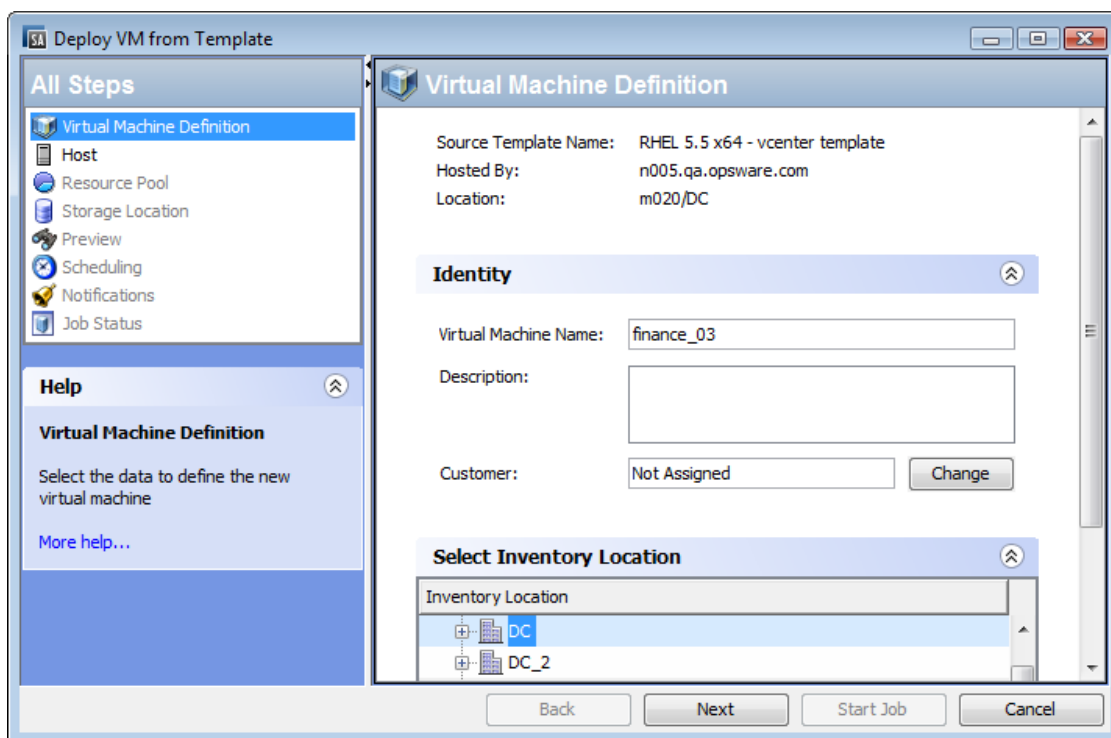 SA Deploy VM from Template
All Steps
Virtual Machine Definition
Host
Resource Pool
Storage Location
Preview
Scheduling
Notifications
Job Status
Help
Virtual Machine Definition
Select the data to define the new
virtual machine
More help...
Virtual Machine Definition
Source Template Name: RHEL 5.5 x64 - vcenter template
Hosted By: n005.qa.opsware.com
Location: m020/DC
Identity
Virtual Machine Name: finance_03
Description:
Customer: Not Assigned Change
Select Inventory Location
Inventory Location
DC
DC_2
Back Next Start Job Cancel